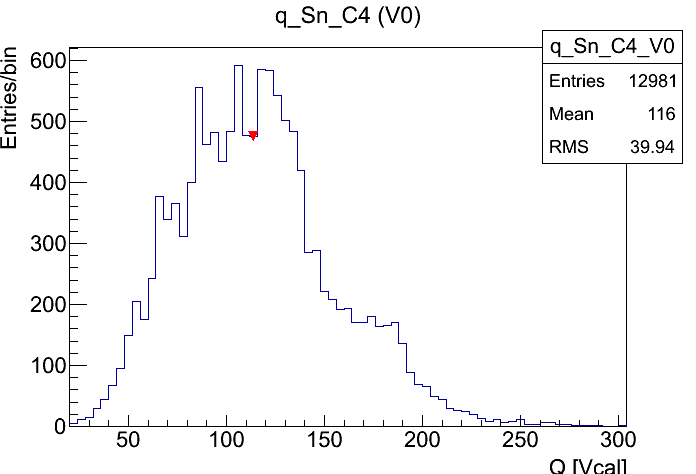 q_Sn_C4 (V0)
q_Sn_C4_V0
Entries 12981
Mean 116
RMS 39.94
Entries/bin
600
500
400
300
200
100
0
50 100 150 200 250 300
Q [Vcal]